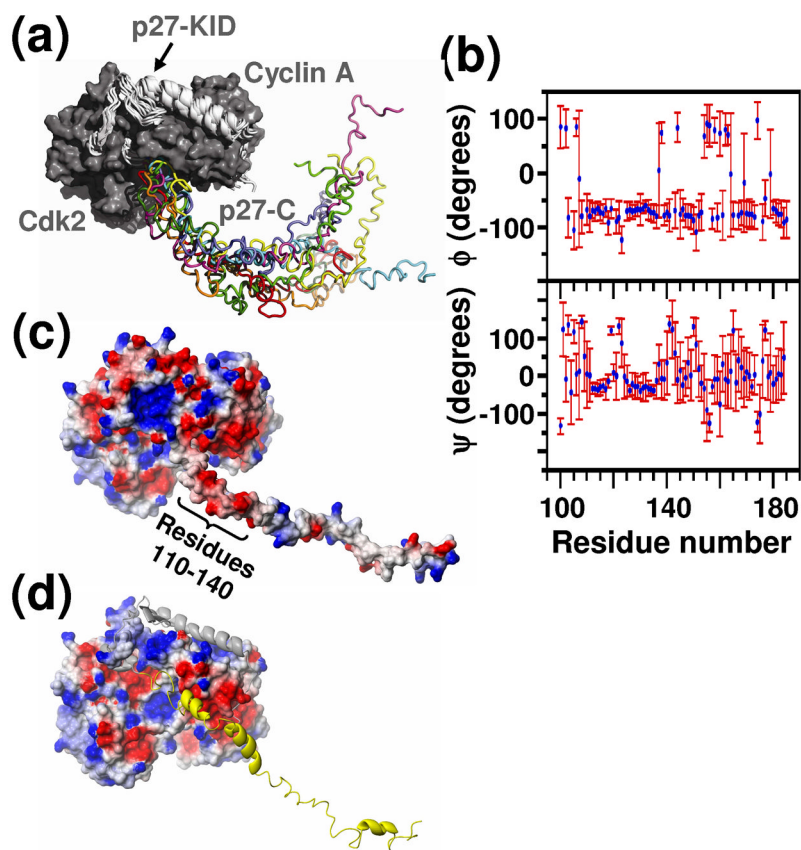 (a)
p27-KID
Cyclin A
Cdk2
p27-C
(b)
ϕ (degrees)
100
0
-100
ψ (degrees)
100
0
-100
100
140
180
Residue number
(c)
Residues
110-140
(d)